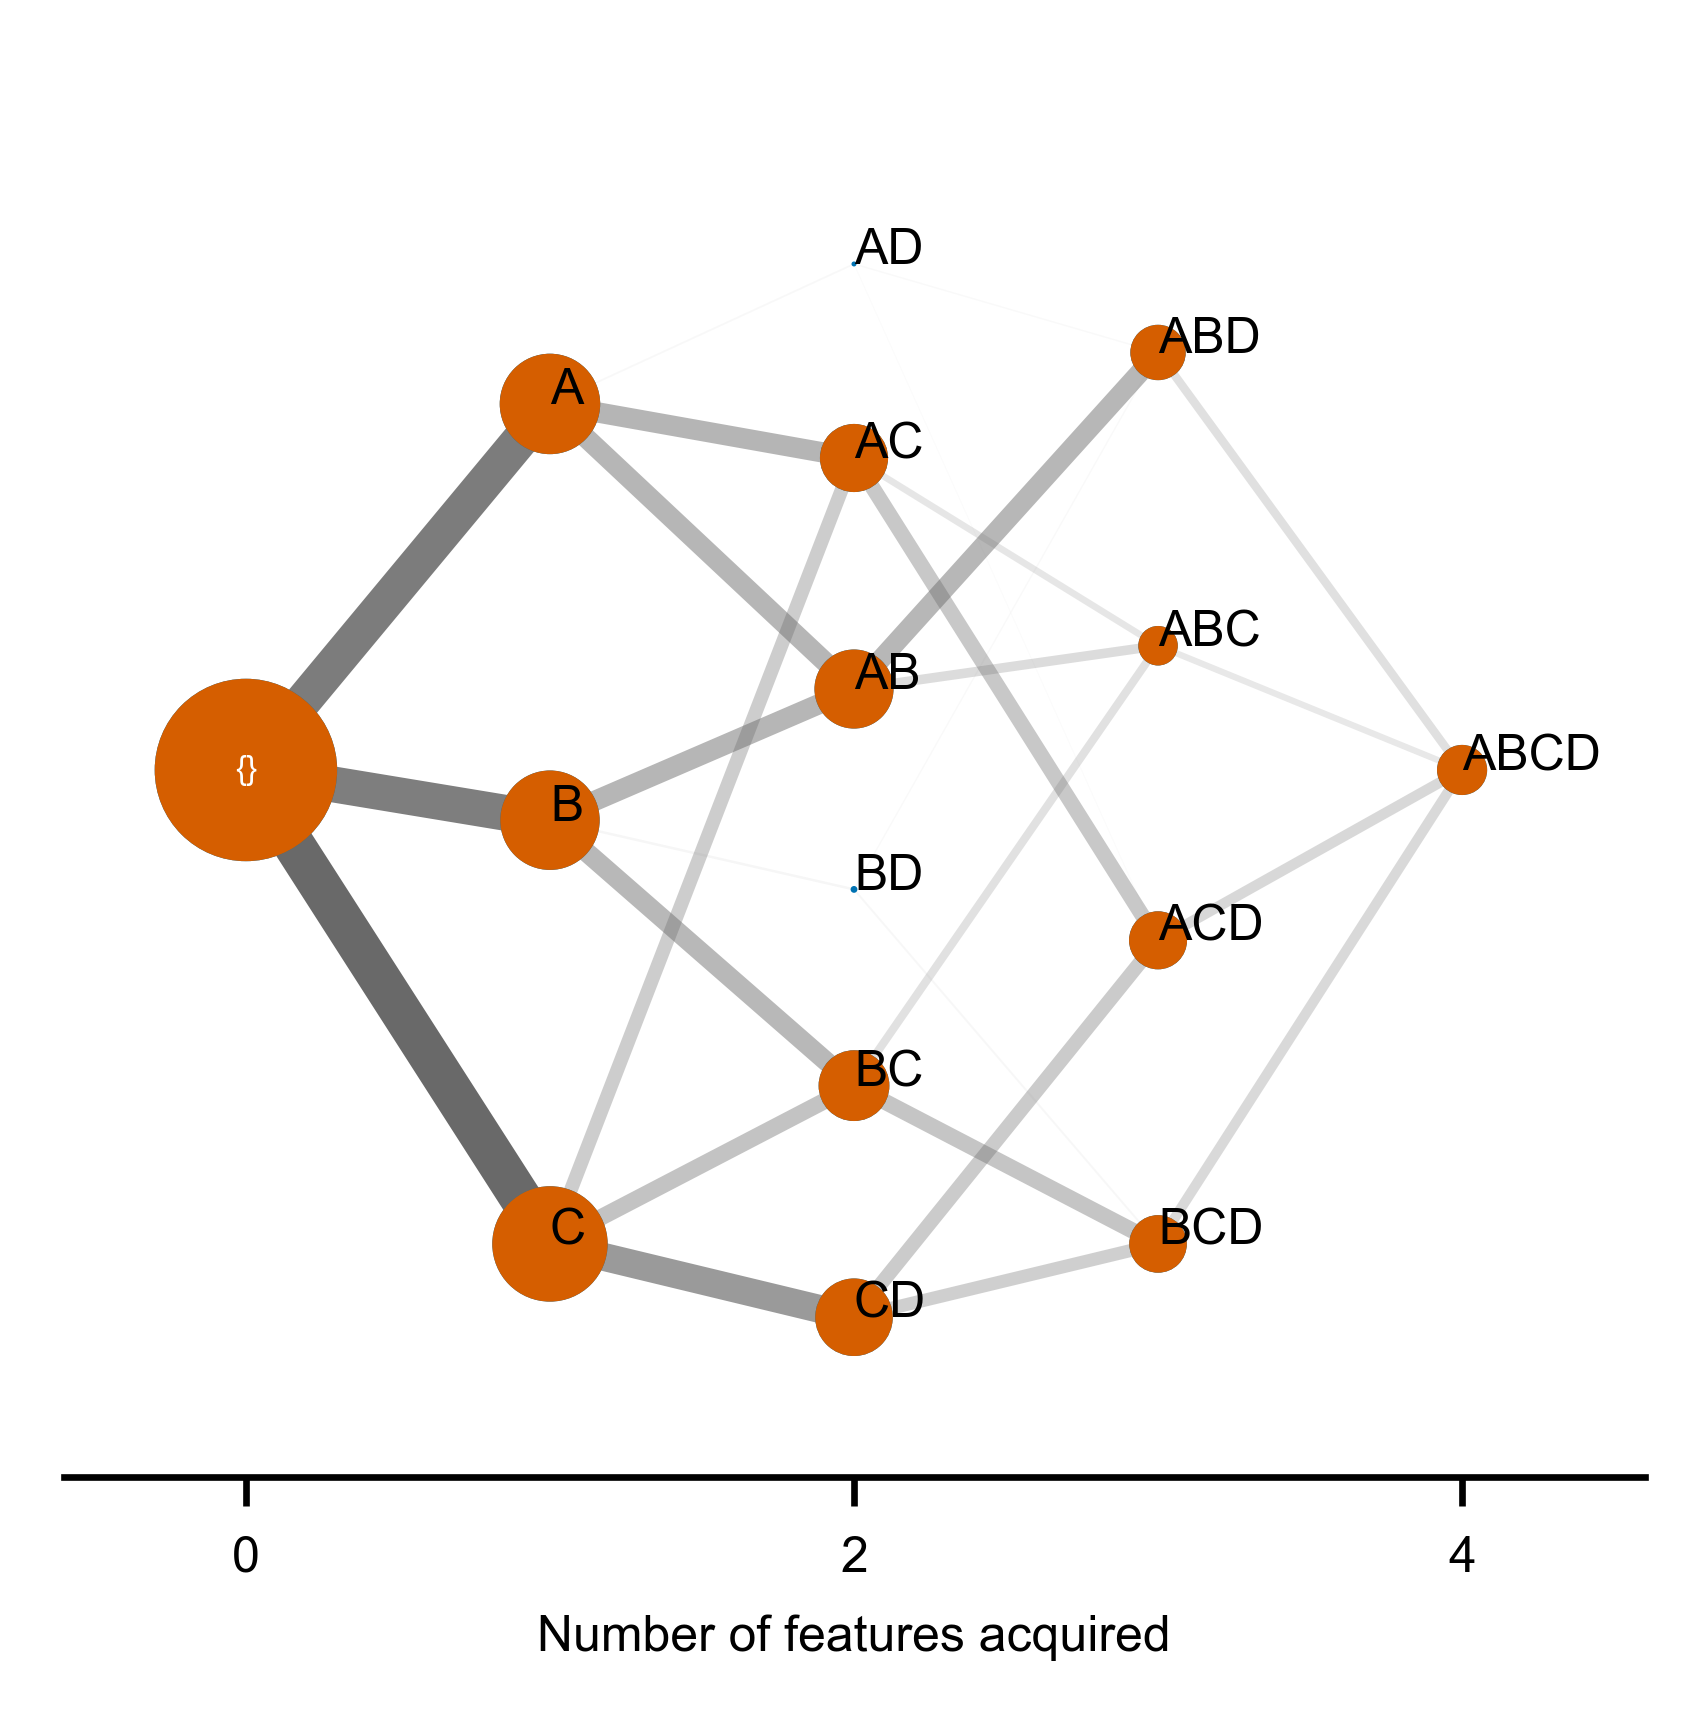 AD
ABD
A
AC
ABC
AB
ABCD
{}
B
BD
ACD
BC
C
BCD
CD
0 2 4
Number of features acquired